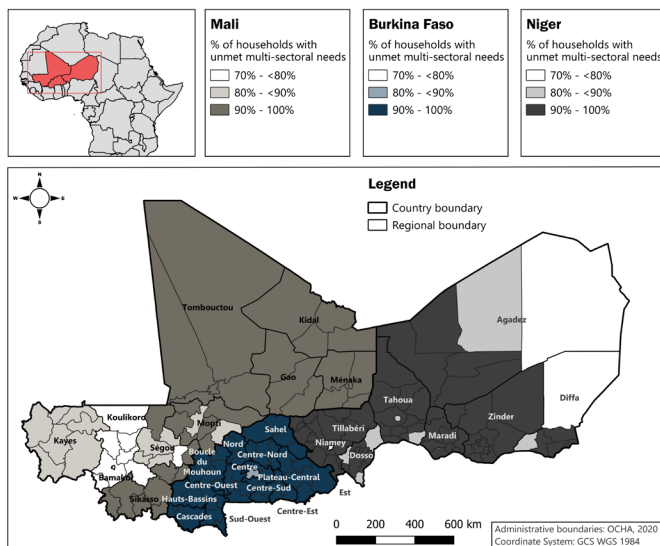 Mali
% of households with
unmet multi-sectoral needs
70% - <80%
80% - <90%
90% - 100%
Burkina Faso
% of households with
unmet multi-sectoral needs
70% - <80%
80% - <90%
90% - 100%
Niger
% of households with
unmet multi-sectoral needs
70% - <80%
80% - <90%
90% - 100%
N
W E
S
Legend
Country boundary
Regional boundary
Tombouctou
Kidal
Agadez
Gao
Ménaka
Tahoua
Diffa
Koulikoro
Mopti
Sahel
Tillabéri
Zinder
Kayes
Ségou
Nord
Niamey
Maradi
Boucle
du
Mouhoun
Centre-Nord
Dosso
Bamako
Centre
Plateau-Central
Centre-Ouest
Centre-Sud
Est
Sikasso
Hauts-Bassins
Centre-Est
Cascades
Sud-Ouest
0 200 400 600 km
Administrative boundaries: OCHA, 2020
Coordinate System: GCS WGS 1984